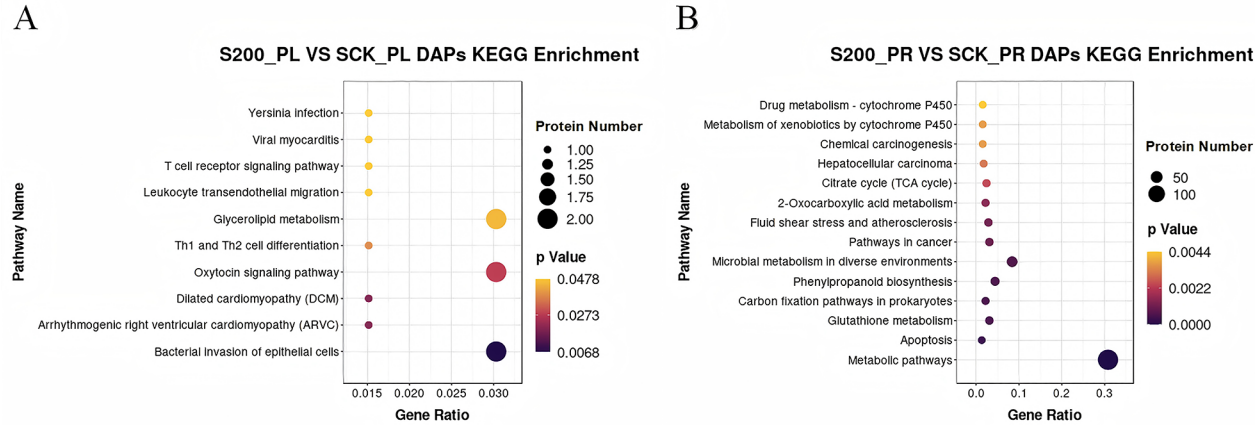 A
S200_PL VS SCK_PL DAPs KEGG Enrichment
Pathway Name
Yersinia infection
Viral myocarditis
T cell receptor signaling pathway
Leukocyte transendothelial migration
Glycerolipid metabolism
Th1 and Th2 cell differentiation
Oxytocin signaling pathway
Dilated cardiomyopathy (DCM)
Arrhythmogenic right ventricular cardiomyopathy (ARVC)
Bacterial invasion of epithelial cells
0.015 0.020 0.025 0.030
Gene Ratio
Protein Number
1.00
1.25
1.50
1.75
2.00
p Value
0.0478
0.0273
0.0068
B
S200_PR VS SCK_PR DAPs KEGG Enrichment
Pathway Name
Drug metabolism - cytochrome P450
Metabolism of xenobiotics by cytochrome P450
Chemical carcinogenesis
Hepatocellular carcinoma
Citrate cycle (TCA cycle)
2-Oxocarboxylic acid metabolism
Fluid shear stress and atherosclerosis
Pathways in cancer
Microbial metabolism in diverse environments
Phenylpropanoid biosynthesis
Carbon fixation pathways in prokaryotes
Glutathione metabolism
Apoptosis
Metabolic pathways
0.0 0.1 0.2 0.3
Gene Ratio
Protein Number
50
100
p Value
0.0044
0.0022
0.0000